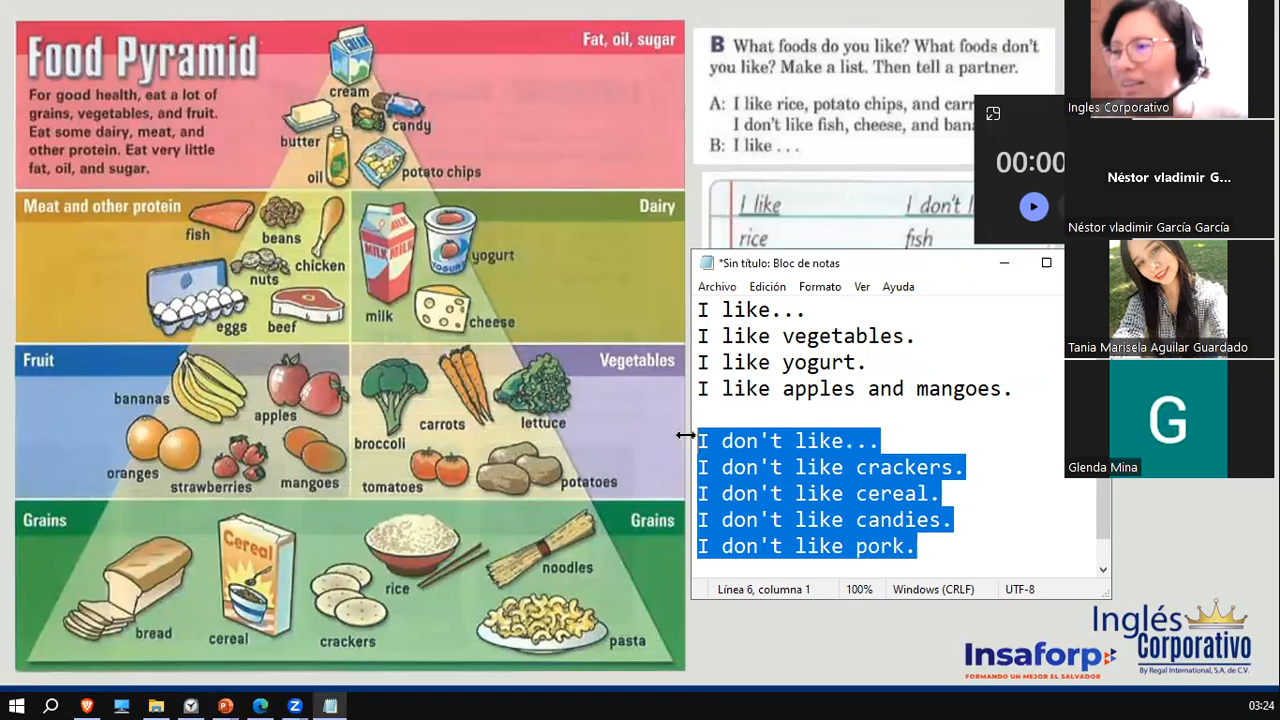 Food Pyramid
For good health, eat a lot of
grains, vegetables, and fruit.
Eat some dairy, meat, and
other protein. Eat very little
fat, oil, and sugar.
Fat, oil, sugar
cream
butter
candy
oil
potato chips
Meat and other protein
Dairy
fish
beans
chicken
nuts
eggs
beef
milk
yogurt
cheese
MILK
MILK
YOGURT
Fruit
Vegetables
bananas
apples
oranges
strawberries
mangoes
broccoli
carrots
lettuce
tomatoes
potatoes
Grains
Grains
Cereal
bread
cereal
crackers
rice
noodles
pasta
B What foods do you like? What foods don't
you like? Make a list. Then tell a partner.
A: I like rice, potato chips, and
I don't like fish, cheese, and
B: I like . . .
I like
I don't
rice
fish
00:00
*Sin título: Bloc de notas
Archivo Edición Formato Ver Ayuda
I like...
I like vegetables.
I like yogurt.
I like apples and mangoes.
I don't like...
I don't like crackers.
I don't like cereal.
I don't like candies.
I don't like pork.
Línea 6, columna 1 100% Windows (CRLF) UTF-8
Ingles Corporativo
Néstor vladimir G...
Néstor vladimir García García
Tania Marisela Aguilar Guardado
G
Glenda Mina
Insaforp
FORMANDO UN MEJOR EL SALVADOR
Inglés
Corporativo
By Regal International, S.A. de C.V.
03:24